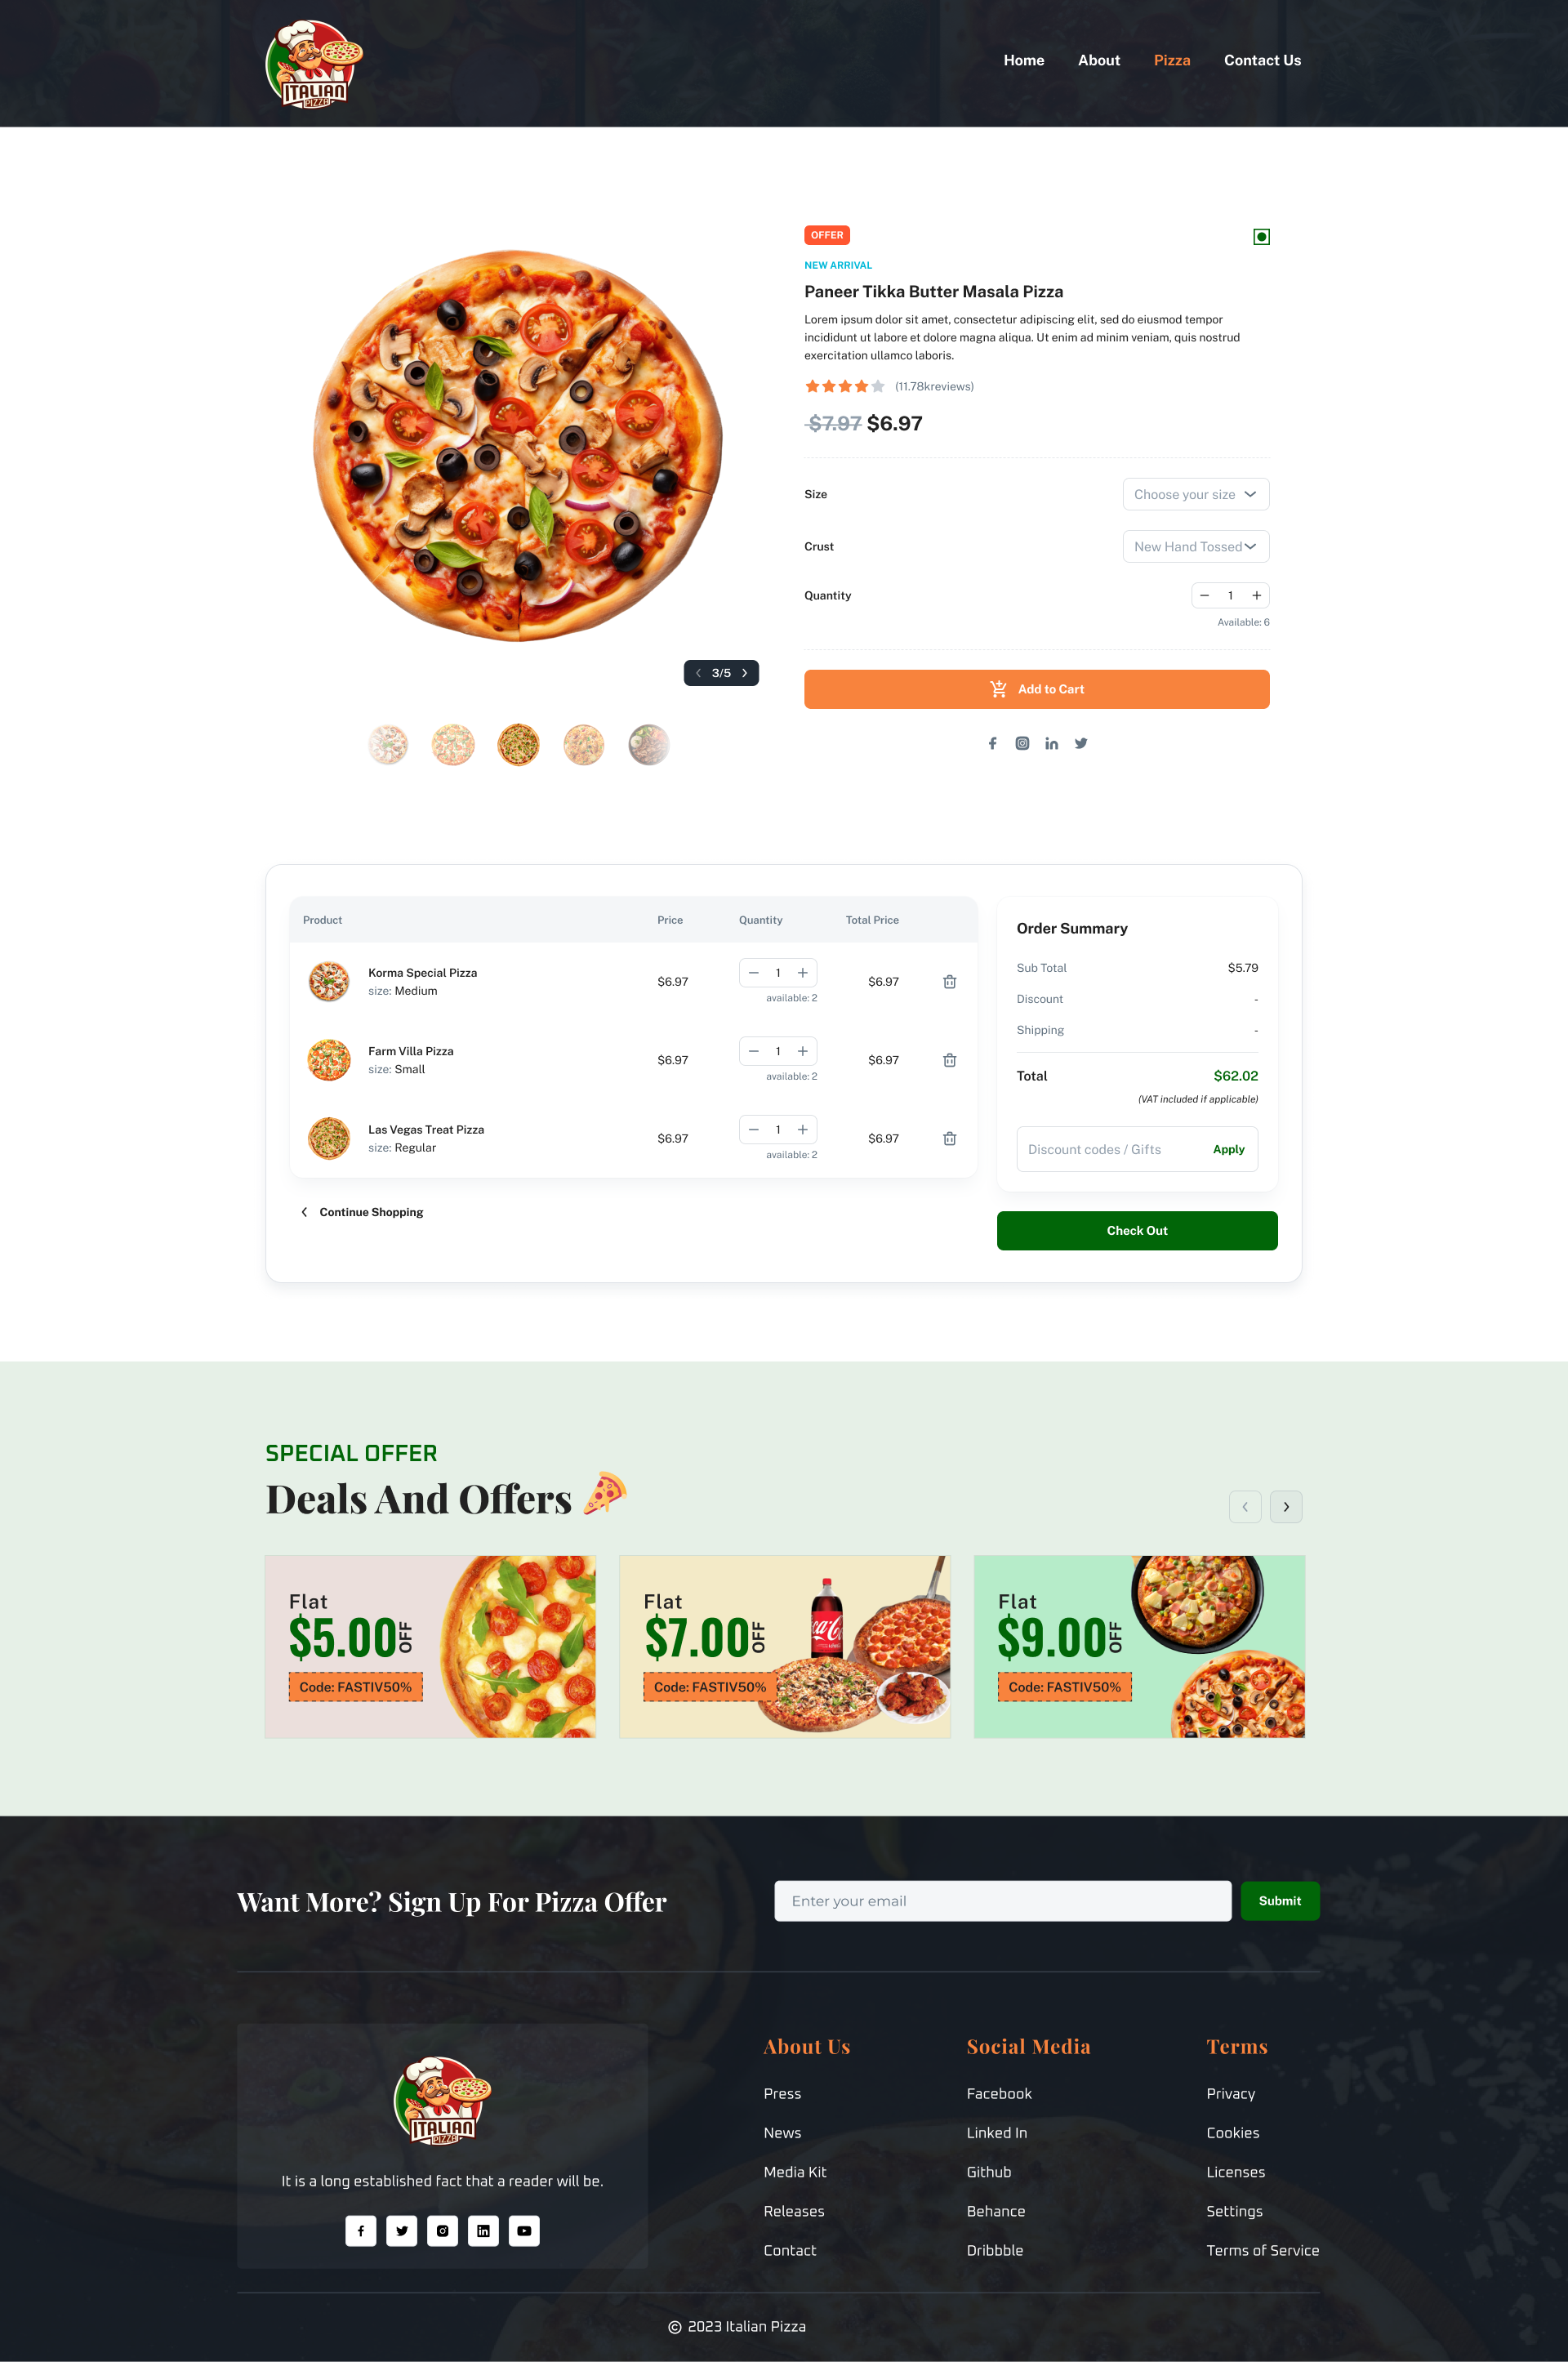 ITALIAN
PIZZA
Home About Pizza Contact Us
OFFER
NEW ARRIVAL
Paneer Tikka Butter Masala Pizza
Lorem ipsum dolor sit amet, consectetur adipiscing elit, sed do eiusmod tempor
incididunt ut labore et dolore magna aliqua. Ut enim ad minim veniam, quis nostrud
exercitation ullamco laboris.
(11.78kreviews)
$7.97 $6.97
Size Choose your size
Crust New Hand Tossed
Quantity 1
Available: 6
3/5
Add to Cart
Product Price Quantity Total Price
Korma Special Pizza
size: Medium
$6.97 1 $6.97
available: 2
Farm Villa Pizza
size: Small
$6.97 1 $6.97
available: 2
Las Vegas Treat Pizza
size: Regular
$6.97 1 $6.97
available: 2
Continue Shopping
Order Summary
Sub Total $5.79
Discount -
Shipping -
Total $62.02
(VAT included if applicable)
Discount codes / Gifts Apply
Check Out
SPECIAL OFFER
Deals And Offers
Flat
$5.00 OFF
Code: FASTIV50%
Flat
$7.00 OFF
Code: FASTIV50%
Flat
$9.00 OFF
Code: FASTIV50%
Want More? Sign Up For Pizza Offer
Enter your email
Submit
ITALIAN
PIZZA
It is a long established fact that a reader will be.
About Us
Press
News
Media Kit
Releases
Contact
Social Media
Facebook
Linked In
Github
Behance
Dribbble
Terms
Privacy
Cookies
Licenses
Settings
Terms of Service
© 2023 Italian Pizza